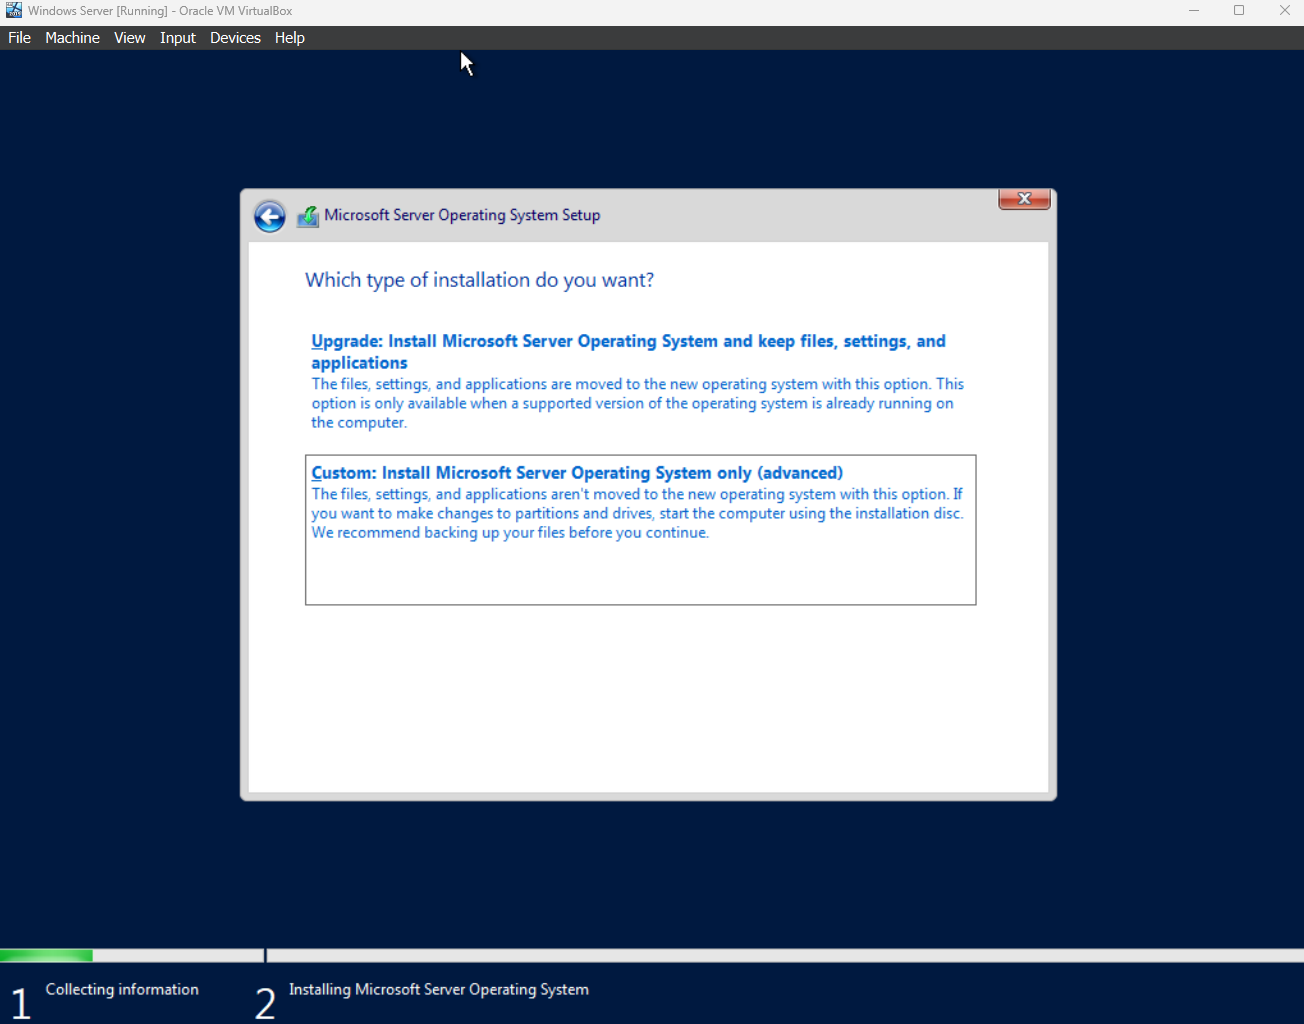 Windows Server [Running] - Oracle VM VirtualBox
File Machine View Input Devices Help
Microsoft Server Operating System Setup
Which type of installation do you want?
Upgrade: Install Microsoft Server Operating System and keep files, settings, and
applications
The files, settings, and applications are moved to the new operating system with this option. This
option is only available when a supported version of the operating system is already running on
the computer.
Custom: Install Microsoft Server Operating System only (advanced)
The files, settings, and applications aren't moved to the new operating system with this option. If
you want to make changes to partitions and drives, start the computer using the installation disc.
We recommend backing up your files before you continue.
1 Collecting information
2 Installing Microsoft Server Operating System